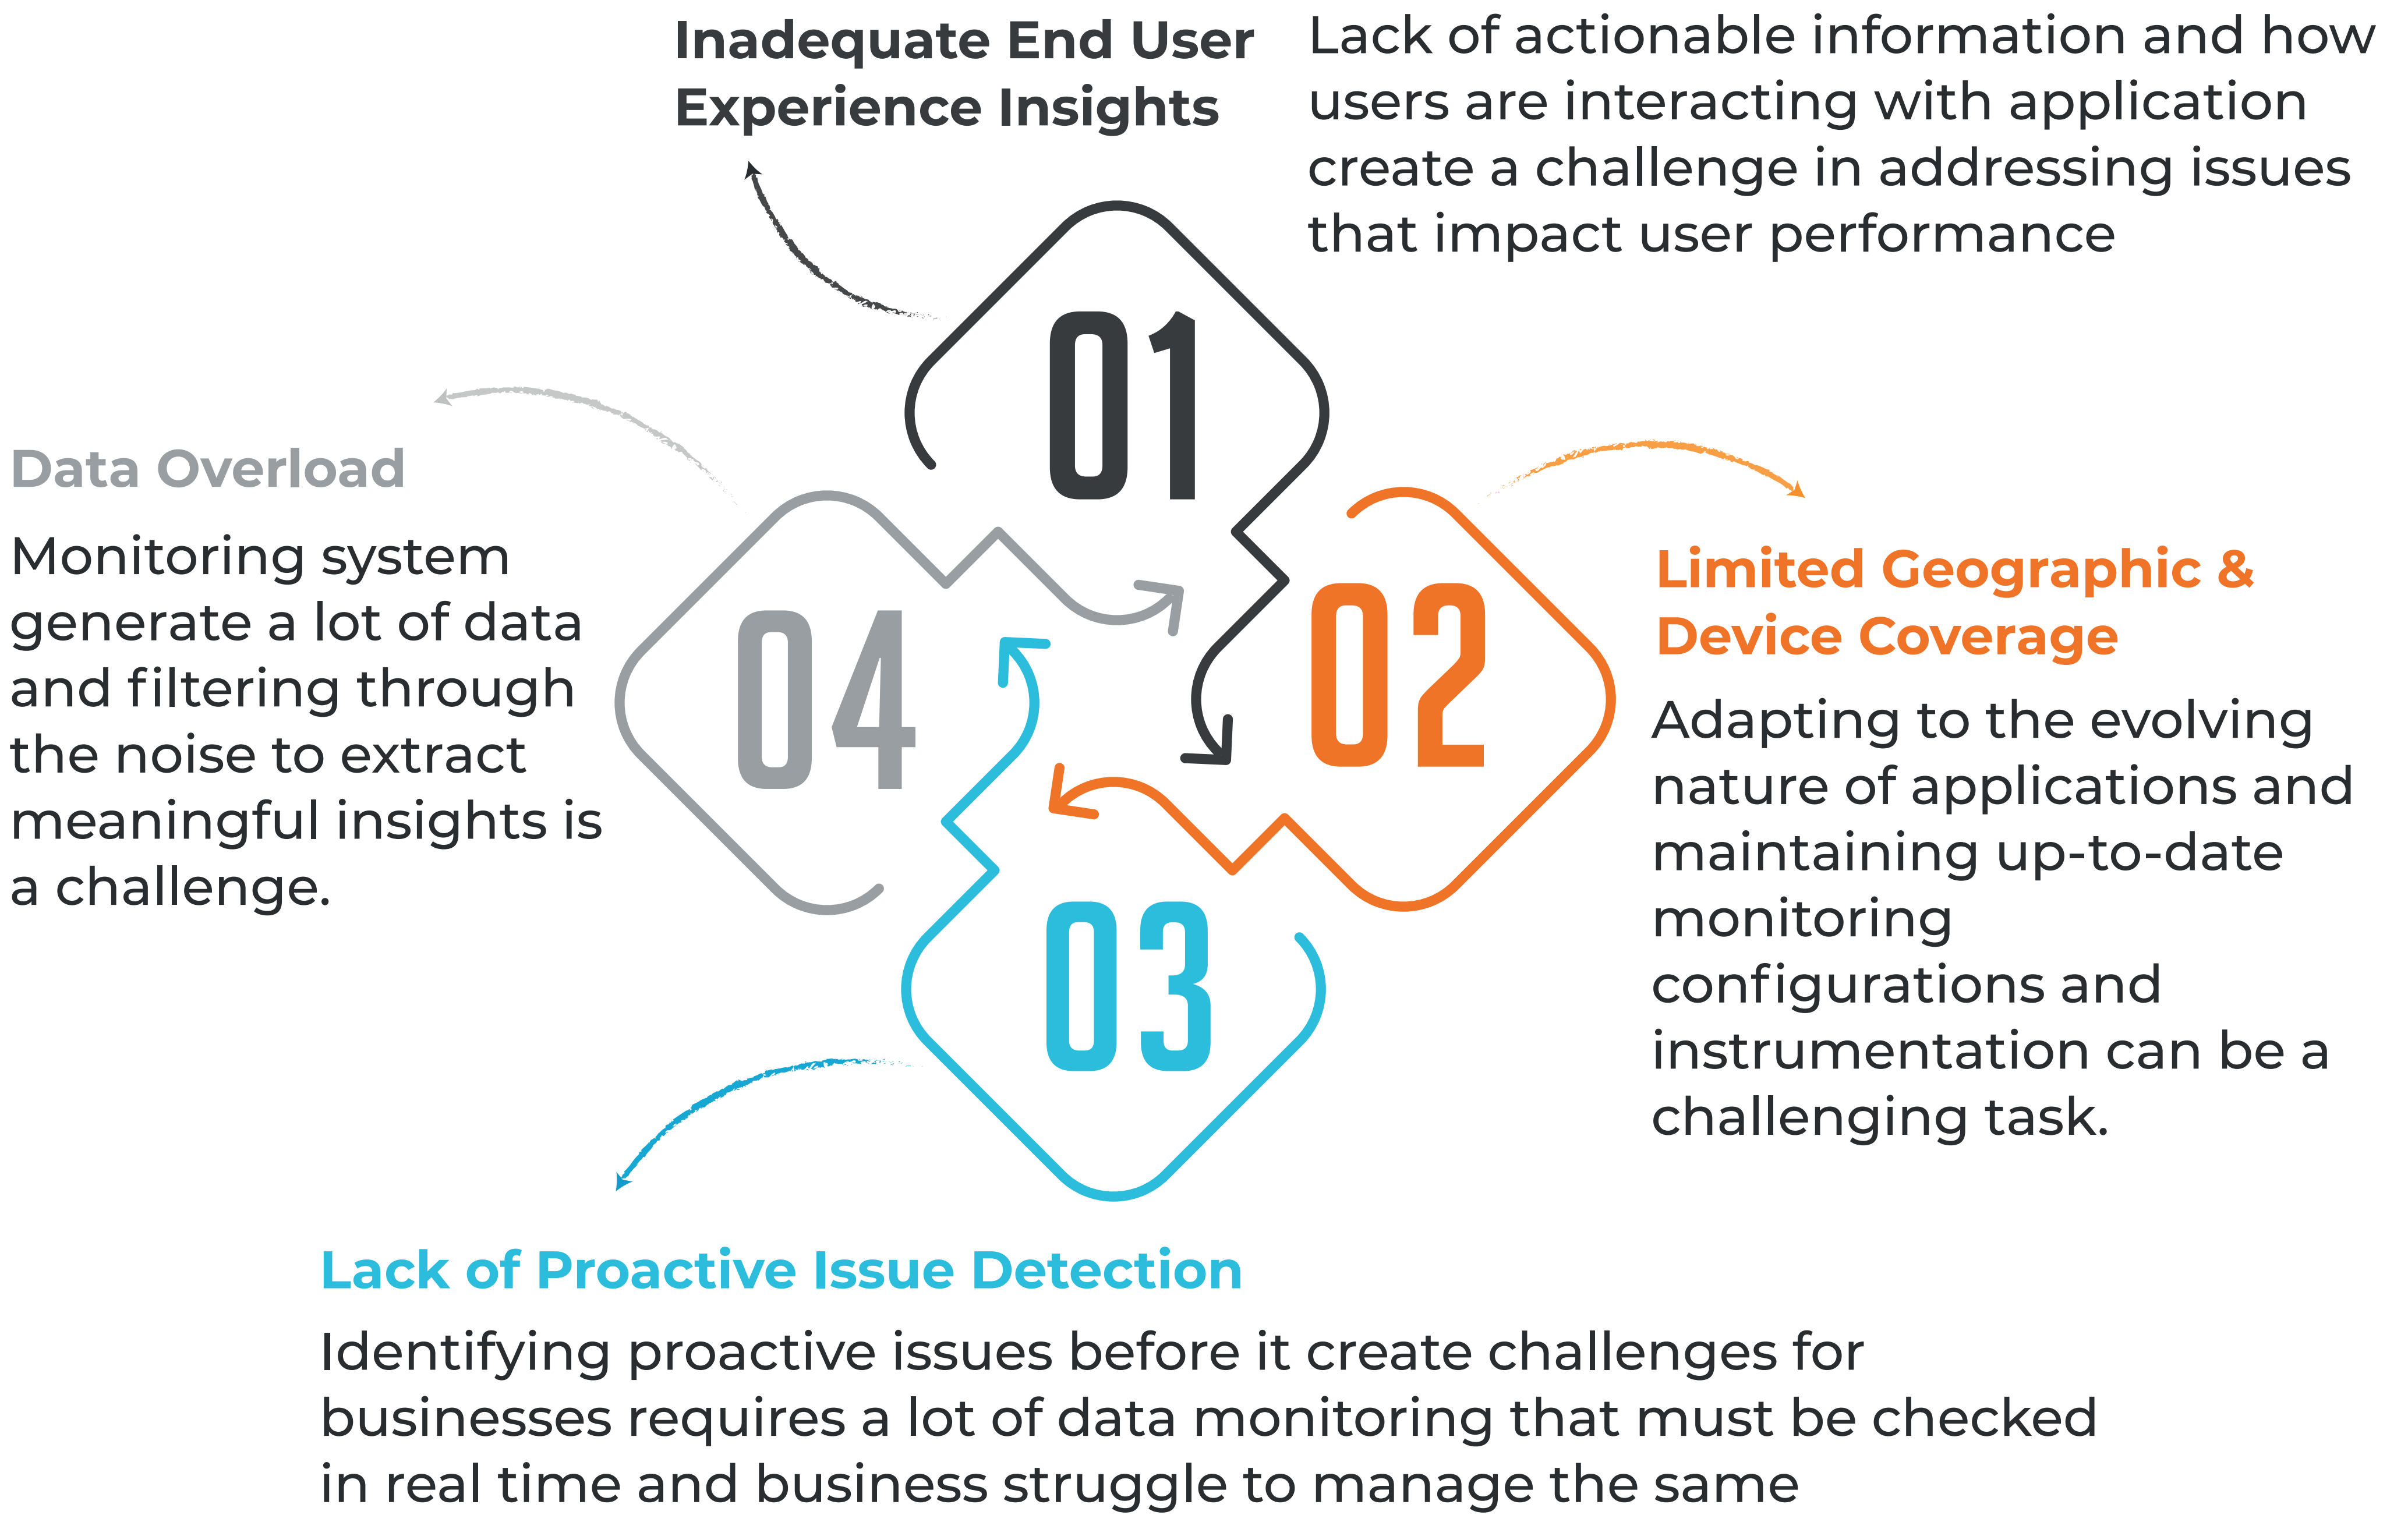 Inadequate End User
Experience Insights
Lack of actionable information and how
users are interacting with application
create a challenge in addressing issues
that impact user performance
01
02
Limited Geographic &
Device Coverage
Adapting to the evolving
nature of applications and
maintaining up-to-date
monitoring
configurations and
instrumentation can be a
challenging task.
03
Lack of Proactive Issue Detection
Identifying proactive issues before it create challenges for
businesses requires a lot of data monitoring that must be checked
in real time and business struggle to manage the same
04
Data Overload
Monitoring system
generate a lot of data
and filtering through
the noise to extract
meaningful insights is
a challenge.